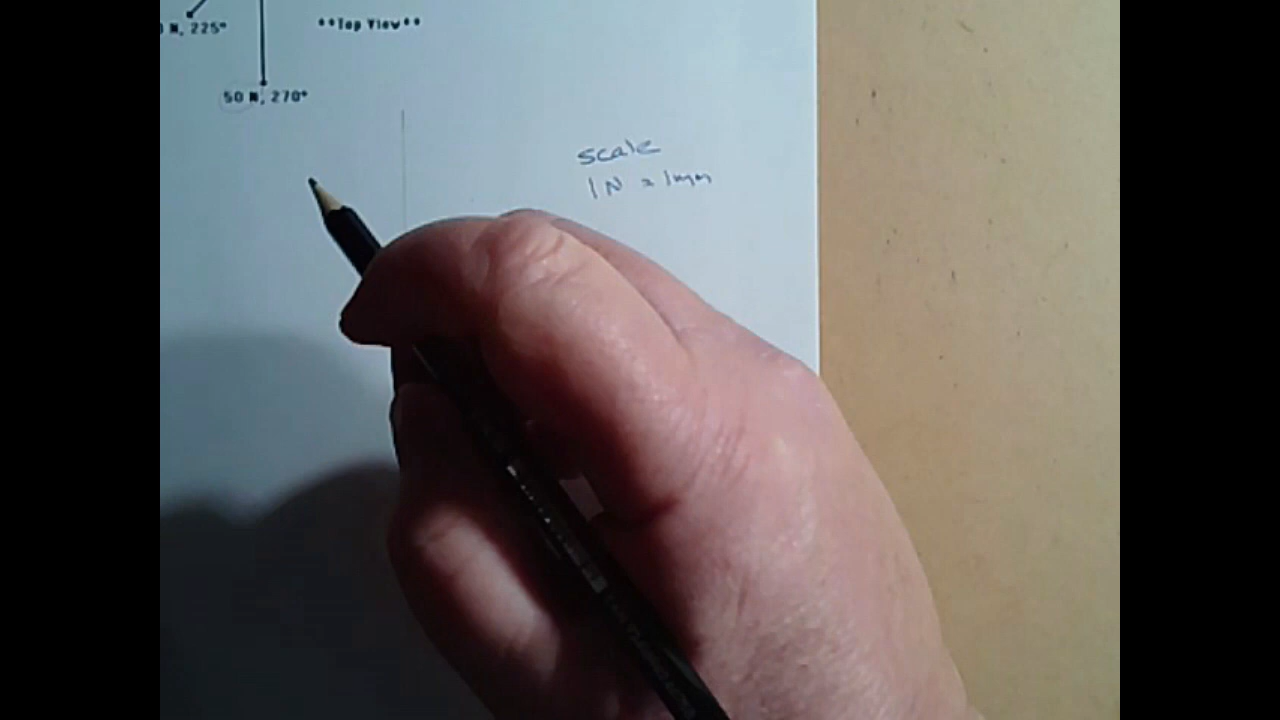 N, 225°
**Top View**
50 N, 270°
scale
1 N = 1mm